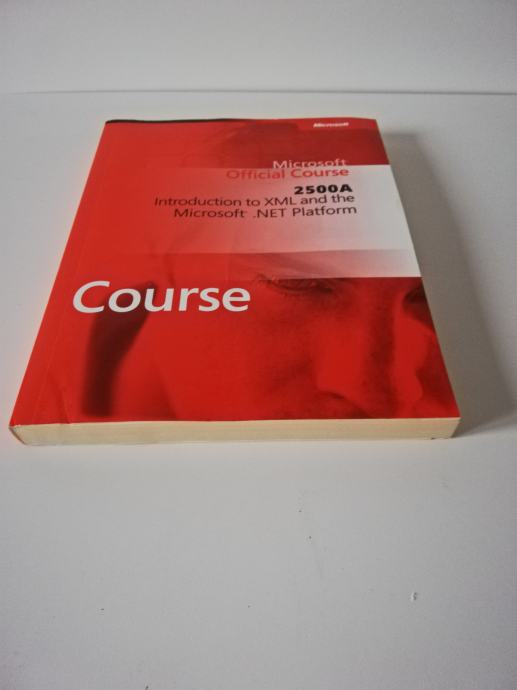 Microsoft
Microsoft
Official Course
2500A
Introduction to XML and the
Microsoft .NET Platform
Course